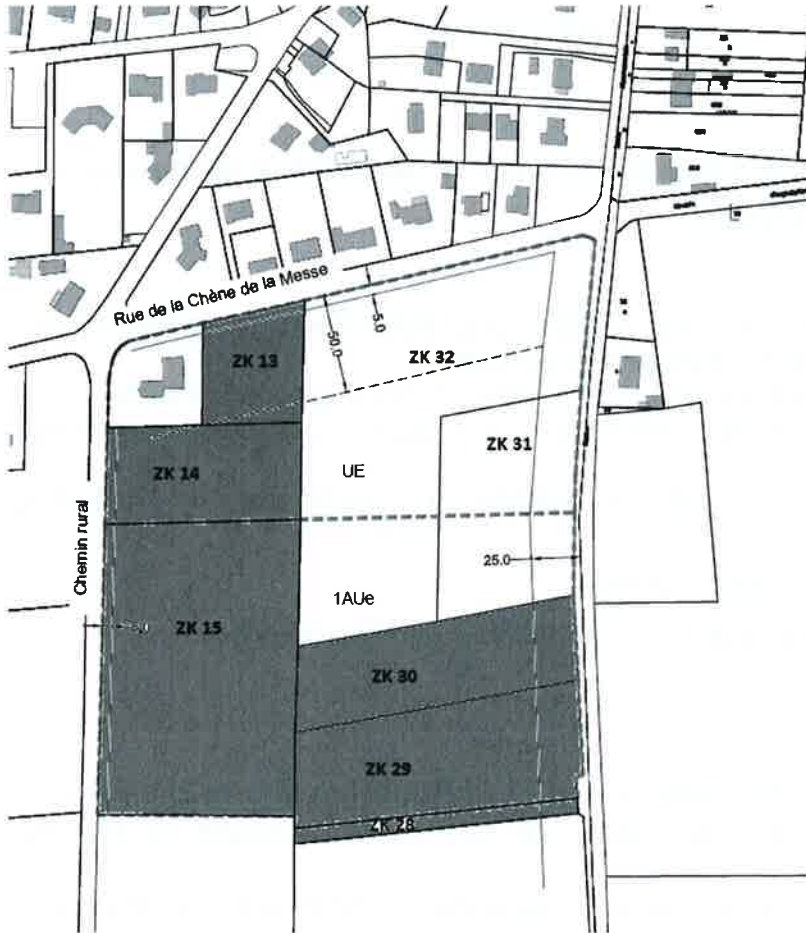 Rue de la Chêne de la Messe
5.0
50.0
ZK 32
ZK 13
ZK 31
ZK 14
UE
Chemin rural
25.0
1AUe
ZK 15
ZK 30
ZK 29
ZK 28